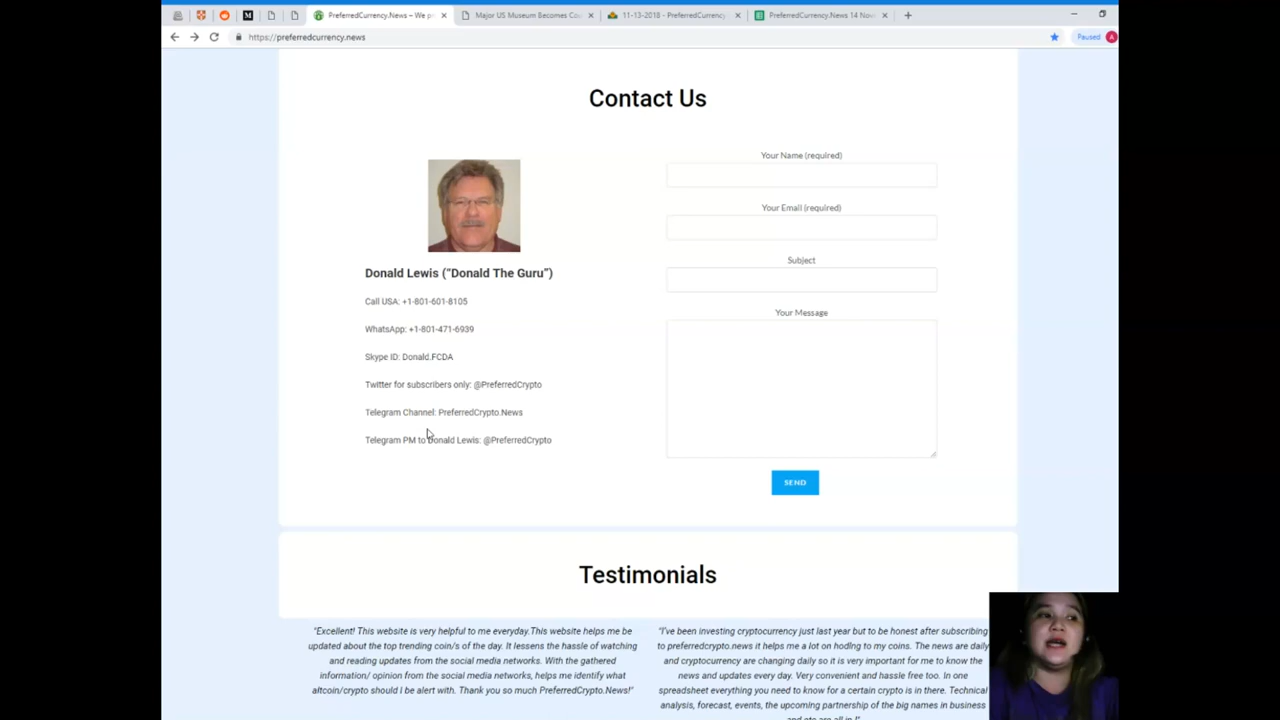 PreferredCurrency.News – We p
Major US Museum Becomes Cou
11-13-2018 - PreferredCurrency
PreferredCurrency.News 14 Nov
https://preferredcurrency.news
Paused
A
Contact Us
Donald Lewis ("Donald The Guru")
Call USA: +1-801-601-8105
WhatsApp: +1-801-471-6939
Skype ID: Donald.FCDA
Twitter for subscribers only: @PreferredCrypto
Telegram Channel: PreferredCrypto.News
Telegram PM to Donald Lewis: @PreferredCrypto
Your Name (required)
Your Email (required)
Subject
Your Message
SEND
Testimonials
"Excellent! This website is very helpful to me everyday.This website helps me be
updated about the top trending coin/s of the day. It lessens the hassle of watching
and reading updates from the social media networks. With the gathered
information/ opinion from the social media networks, helps me identify what
altcoin/crypto should I be alert with. Thank you so much PreferredCrypto.News!"
"I've been investing cryptocurrency just last year but to be honest after subscribing
to preferredcrypto.news it helps me a lot on hodlng to my coins. The news are daily
and cryptocurrency are changing daily so it is very important for me to know the
news and updates every day. Very convenient and hassle free too. In one
spreadsheet everything you need to know for a certain crypto is in there. Technical
analysis, forecast, events, the upcoming partnership of the big names in business
and etc are all in !"